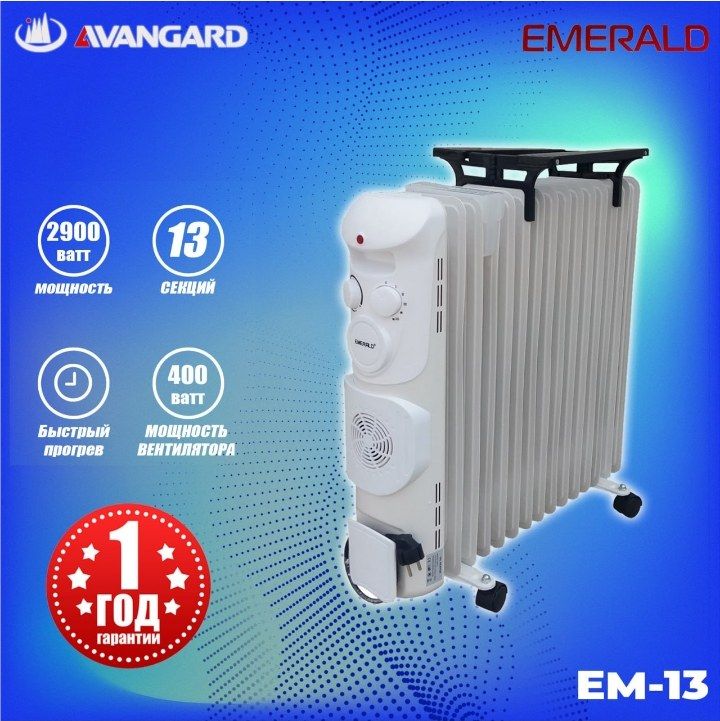 AVANGARD
EMERALD
2900
ватт
мощность
13
СЕКЦИЙ
Быстрый
прогрев
400
ватт
МОЩНОСТЬ
ВЕНТИЛЯТОРА
EMERALD
1
ГОД
гарантии
EM-13